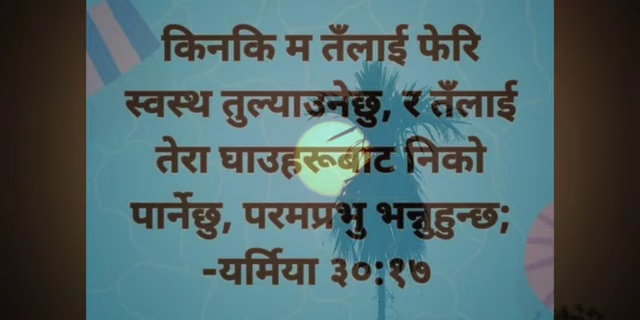 किनकि म तँलाई फेरि
स्वस्थ तुल्याउनेछु, र तँलाई
तेरा घाउहरूबाट निको
पार्नेछु, परमप्रभु भन्नुहुन्छ;
-यर्मिया ३०:१७